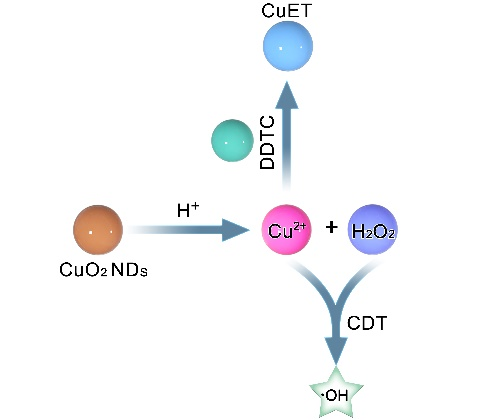 CuET
DDTC
H⁺
Cu²⁺ + H₂O₂
CuO₂ NDs
CDT
·OH